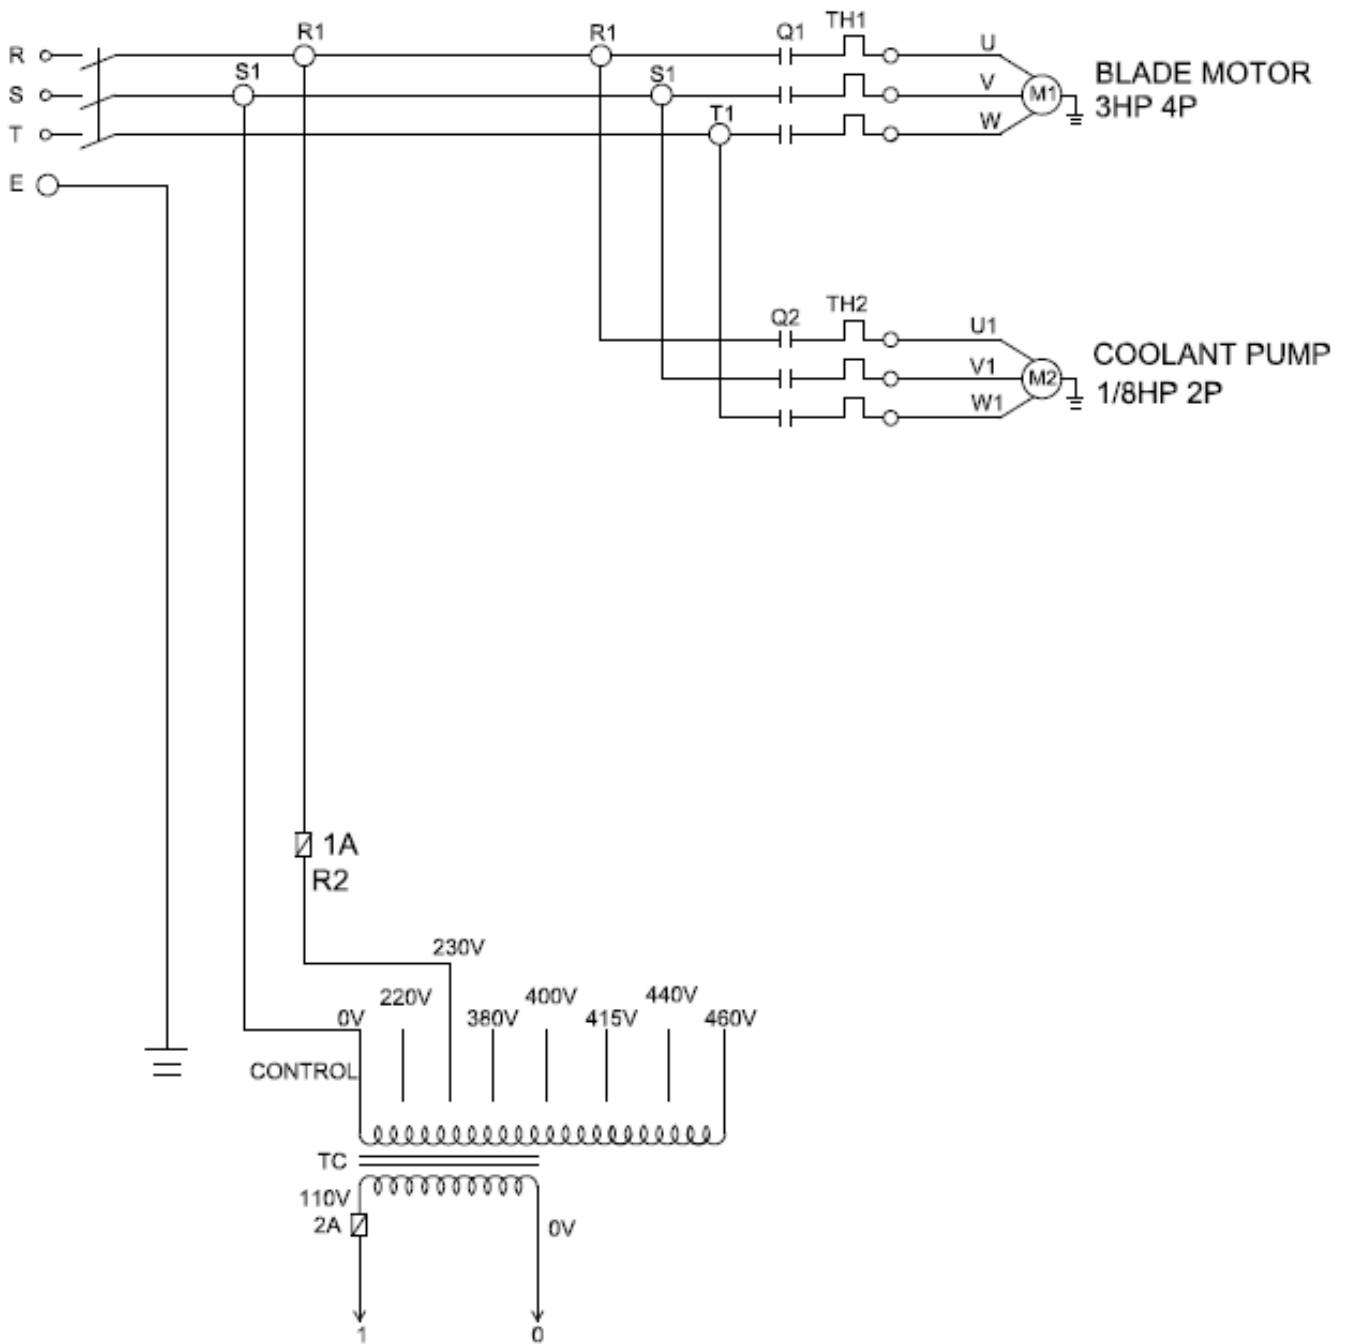 R1
R1
Q1
TH1
U
R
S1
S1
V
BLADE MOTOR
S
M1
3HP 4P
T1
W
T
E
TH2
Q2
U1
COOLANT PUMP
V1
M2
1/8HP 2P
W1
1A
R2
230V
220V
400V
440V
0V
380V
415V
460V
CONTROL
TC
110V
2A
0V
1
0